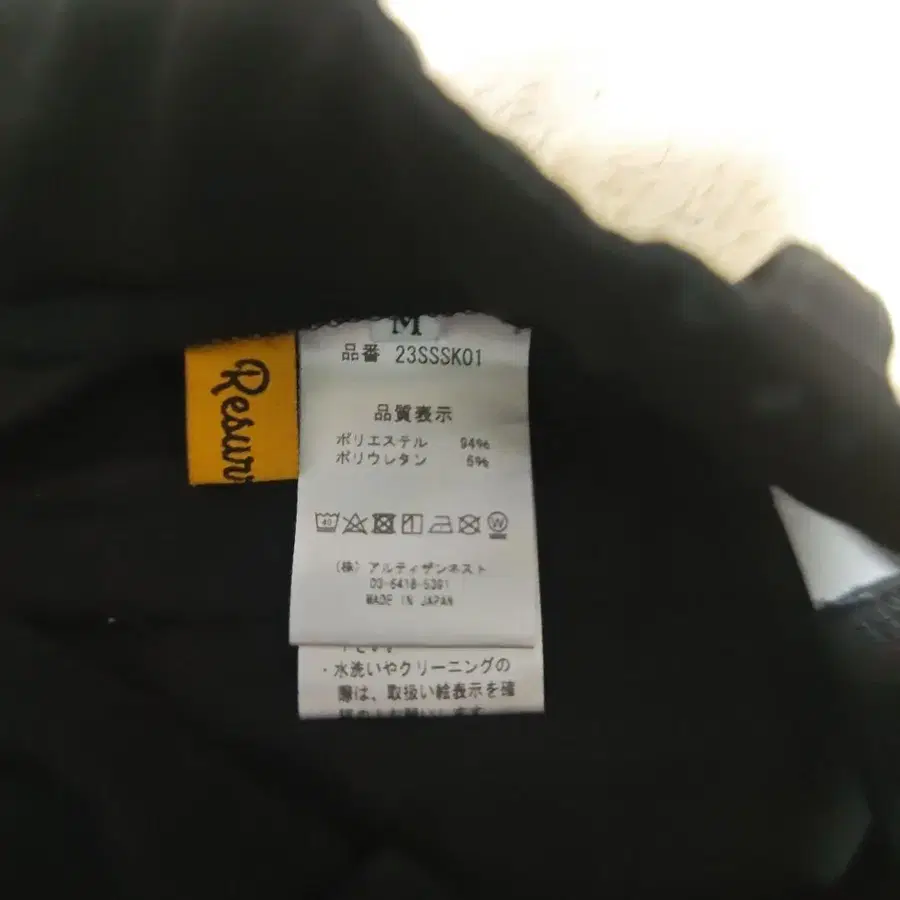 M
品番 23SSSK01
品質表示
ポリエステル 94%
ポリウレタン 6%
40
W
(株) アルティザンネスト
03-6418-5391
MADE IN JAPAN
・水洗いやクリーニングの
際は、取扱い絵表示を確
Resurr